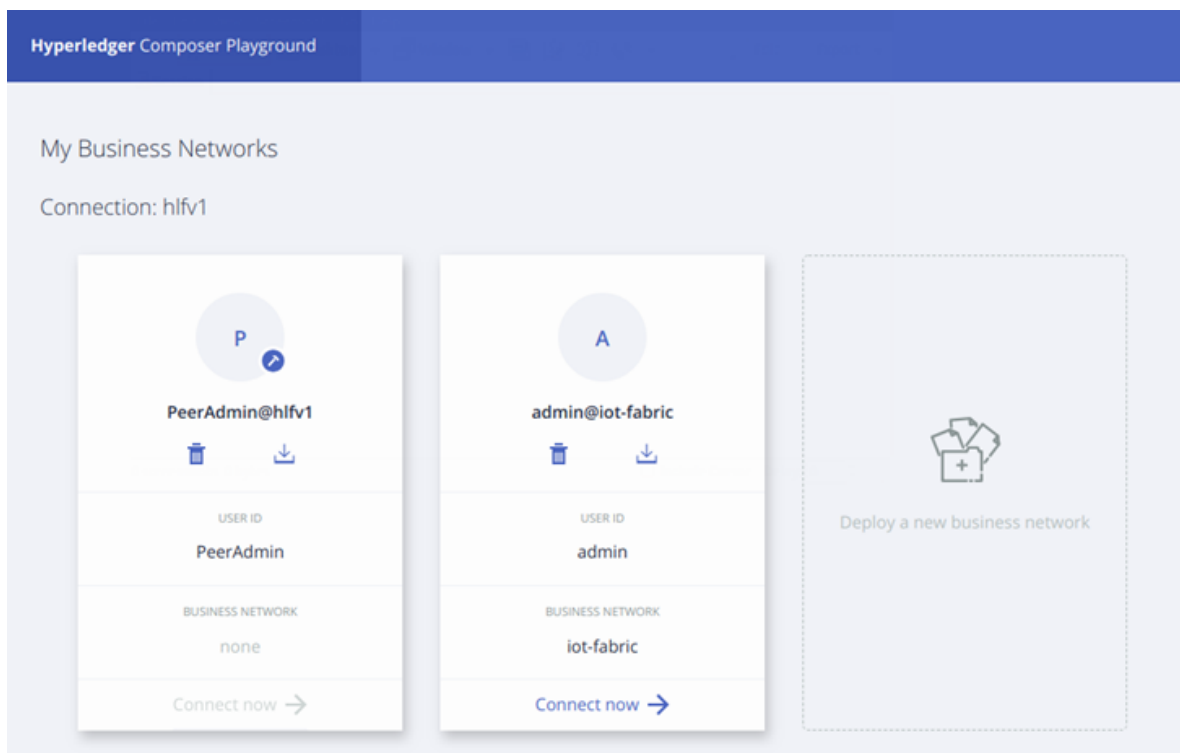 Hyperledger Composer Playground
My Business Networks
Connection: hlfv1
P
PeerAdmin@hlfv1
USER ID
PeerAdmin
BUSINESS NETWORK
none
Connect now
A
admin@iot-fabric
USER ID
admin
BUSINESS NETWORK
iot-fabric
Connect now
Deploy a new business network